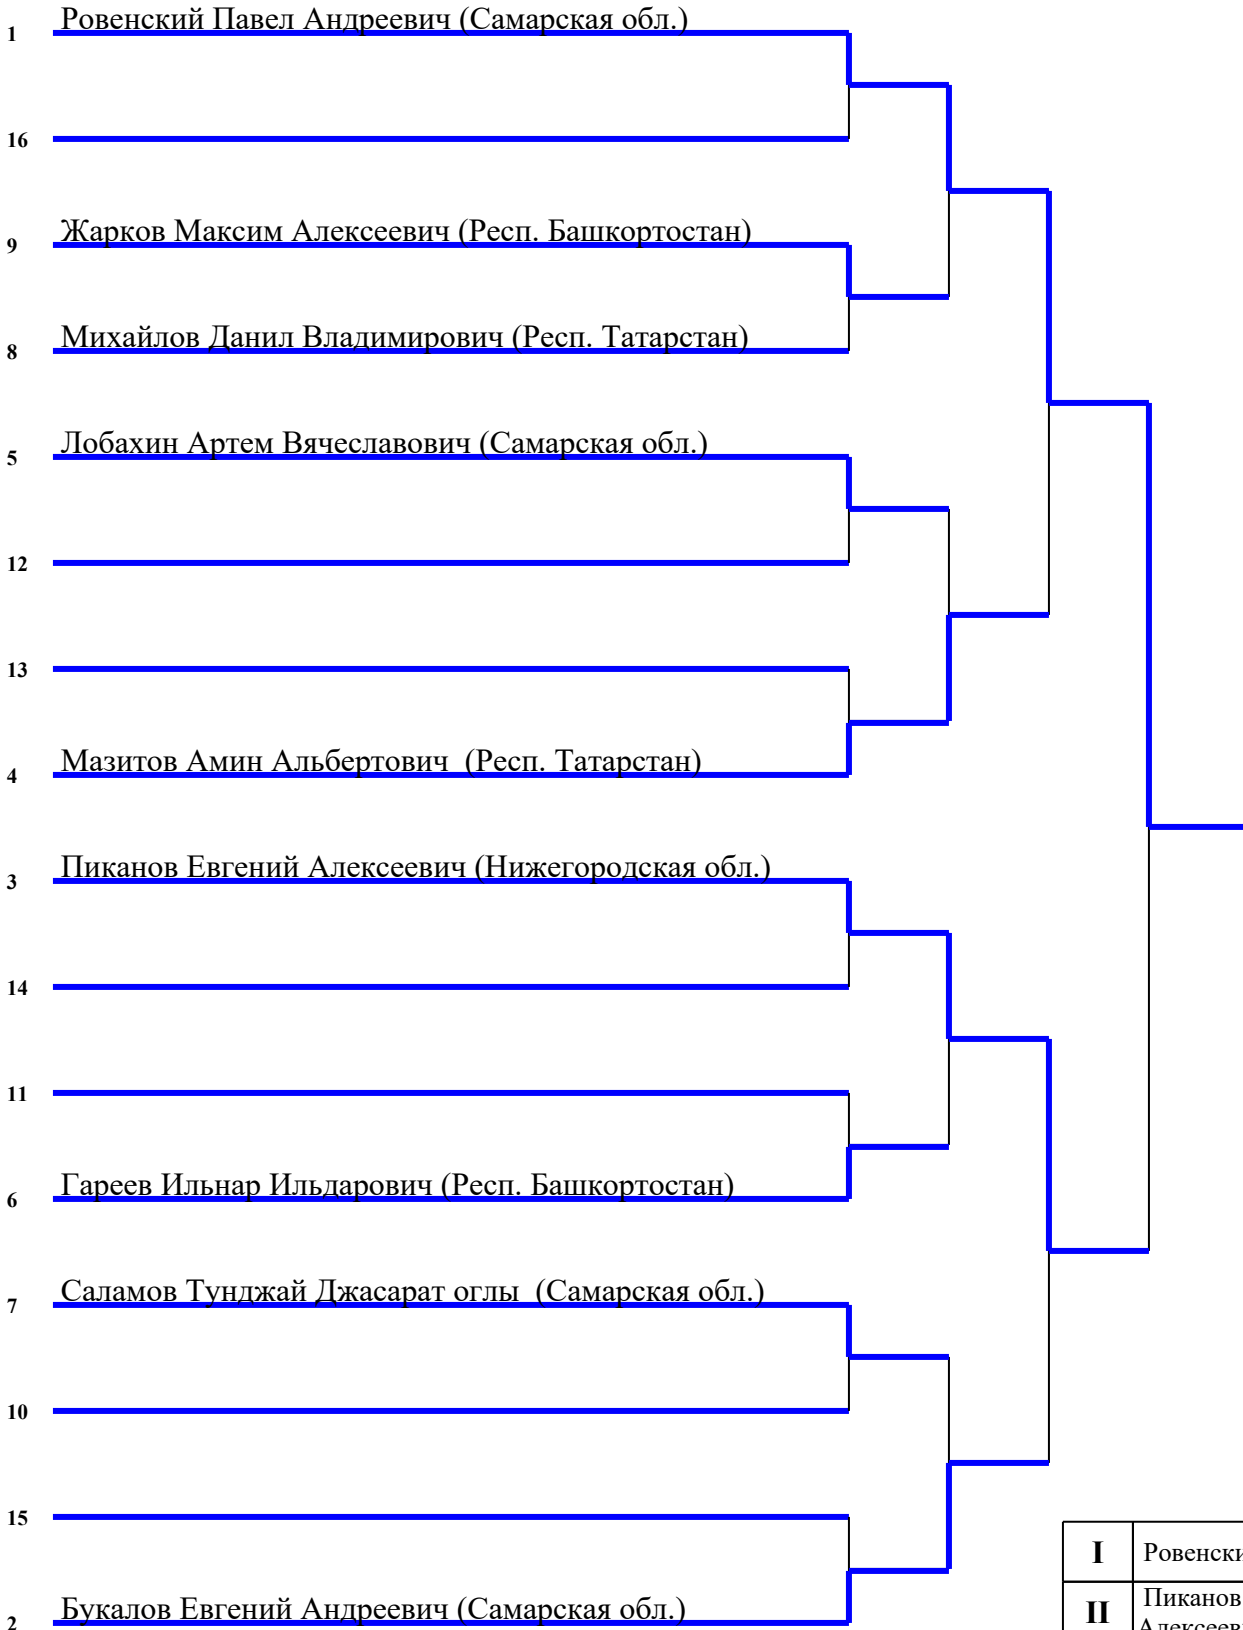 1 Ровенский Павел Андреевич (Самарская обл.)
16
9 Жарков Максим Алексеевич (Респ. Башкортостан)
8 Михайлов Данил Владимирович (Респ. Татарстан)
5 Лобахин Артем Вячеславович (Самарская обл.)
12
13
4 Мазитов Амин Альбертович (Респ. Татарстан)
3 Пиканов Евгений Алексеевич (Нижегородская обл.)
14
11
6 Гареев Ильнар Ильдарович (Респ. Башкортостан)
7 Саламов Тунджай Джасарат оглы (Самарская обл.)
10
15
2 Букалов Евгений Андреевич (Самарская обл.)
I Ровенски
II Пиканов
Алексеев